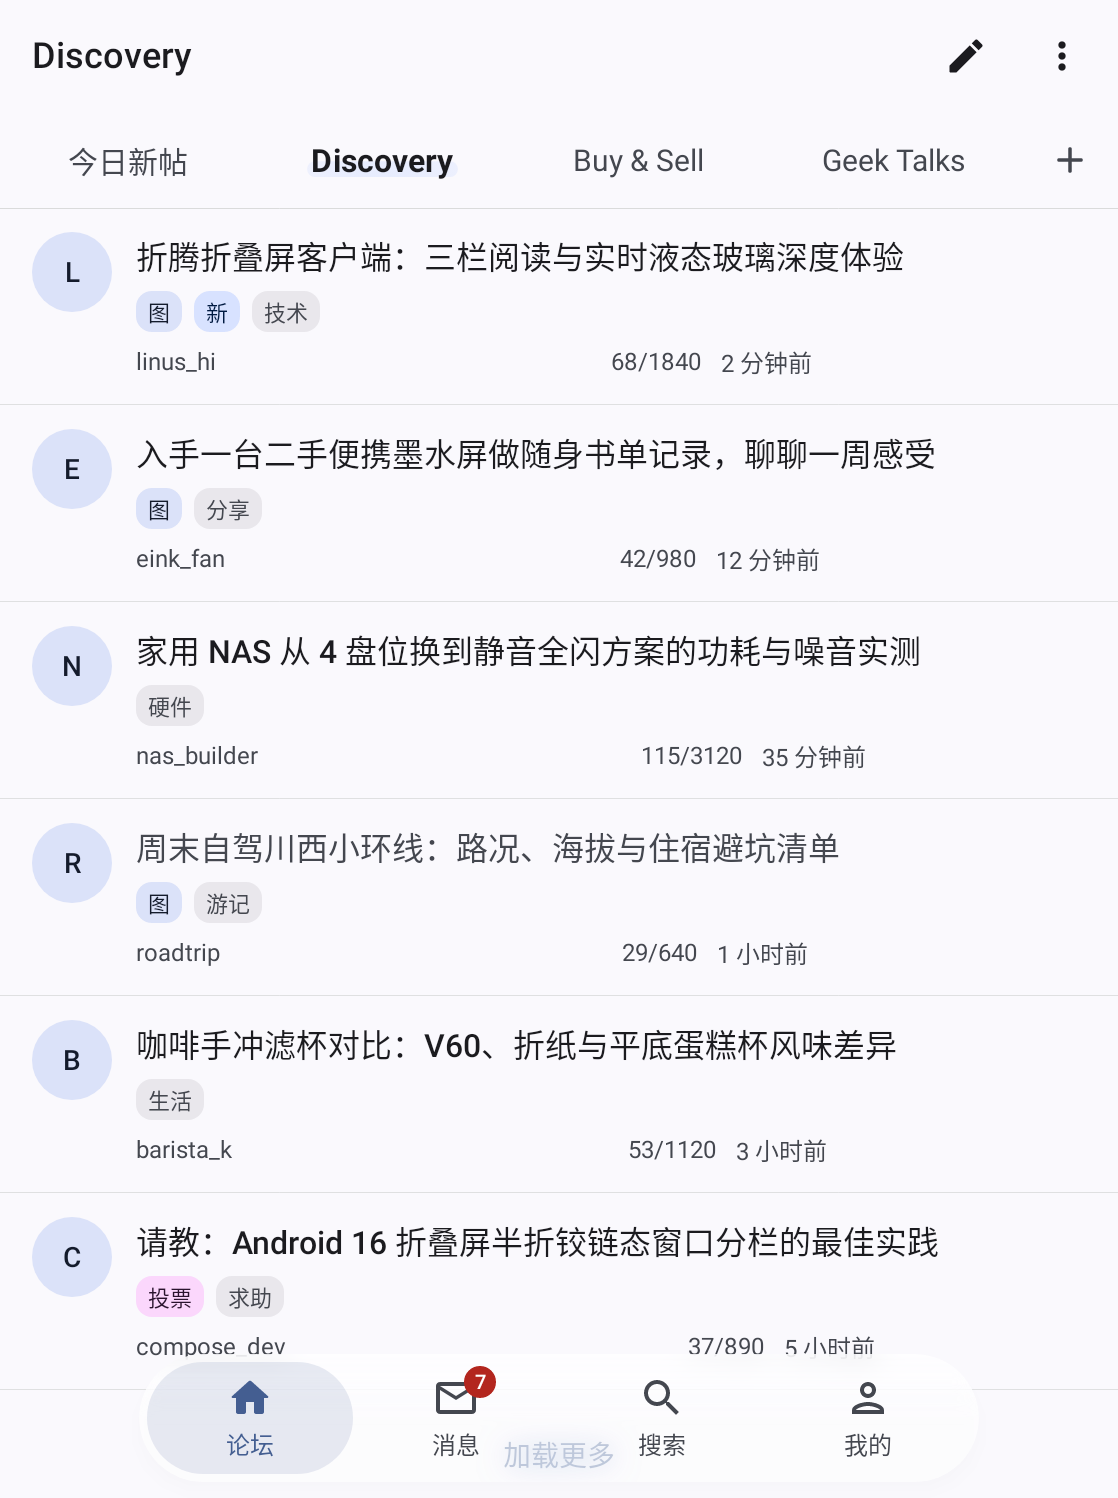 Discovery
今日新帖 Discovery Buy & Sell Geek Talks
L
折腾折叠屏客户端：三栏阅读与实时液态玻璃深度体验
图 新 技术
linus_hi 68/1840 2 分钟前
E
入手一台二手便携墨水屏做随身书单记录，聊聊一周感受
图 分享
eink_fan 42/980 12 分钟前
N
家用 NAS 从 4 盘位换到静音全闪方案的功耗与噪音实测
硬件
nas_builder 115/3120 35 分钟前
R
周末自驾川西小环线：路况、海拔与住宿避坑清单
图 游记
roadtrip 29/640 1 小时前
B
咖啡手冲滤杯对比：V60、折纸与平底蛋糕杯风味差异
生活
barista_k 53/1120 3 小时前
C
请教：Android 16 折叠屏半折铰链态窗口分栏的最佳实践
投票 求助
compose_dev 37/890 5 小时前
7
论坛 消息 加载更多 搜索 我的